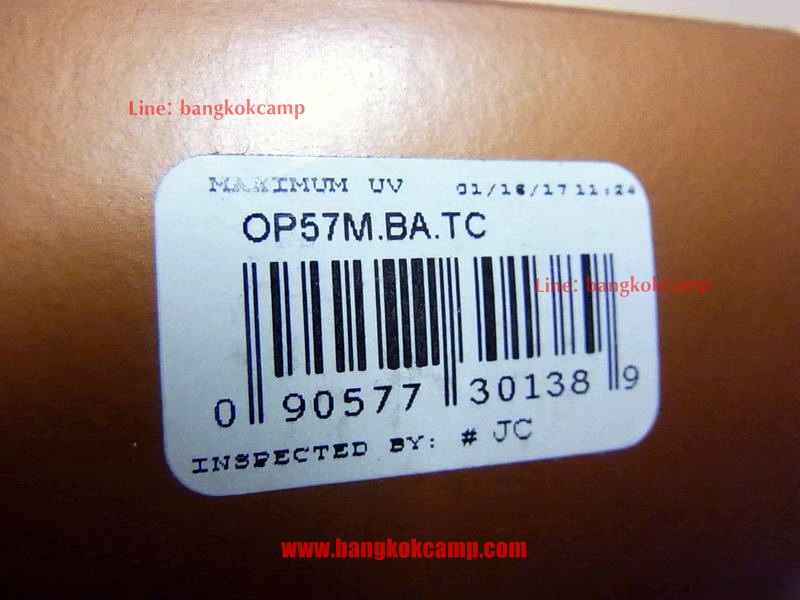 Line: bangkokcamp
MAXIMUM UV 01/16/17 11:24
OP57M.BA.TC
Line: bangkokcamp
0 90577 30138 9
INSPECTED BY: # JC
www.bangkokcamp.com